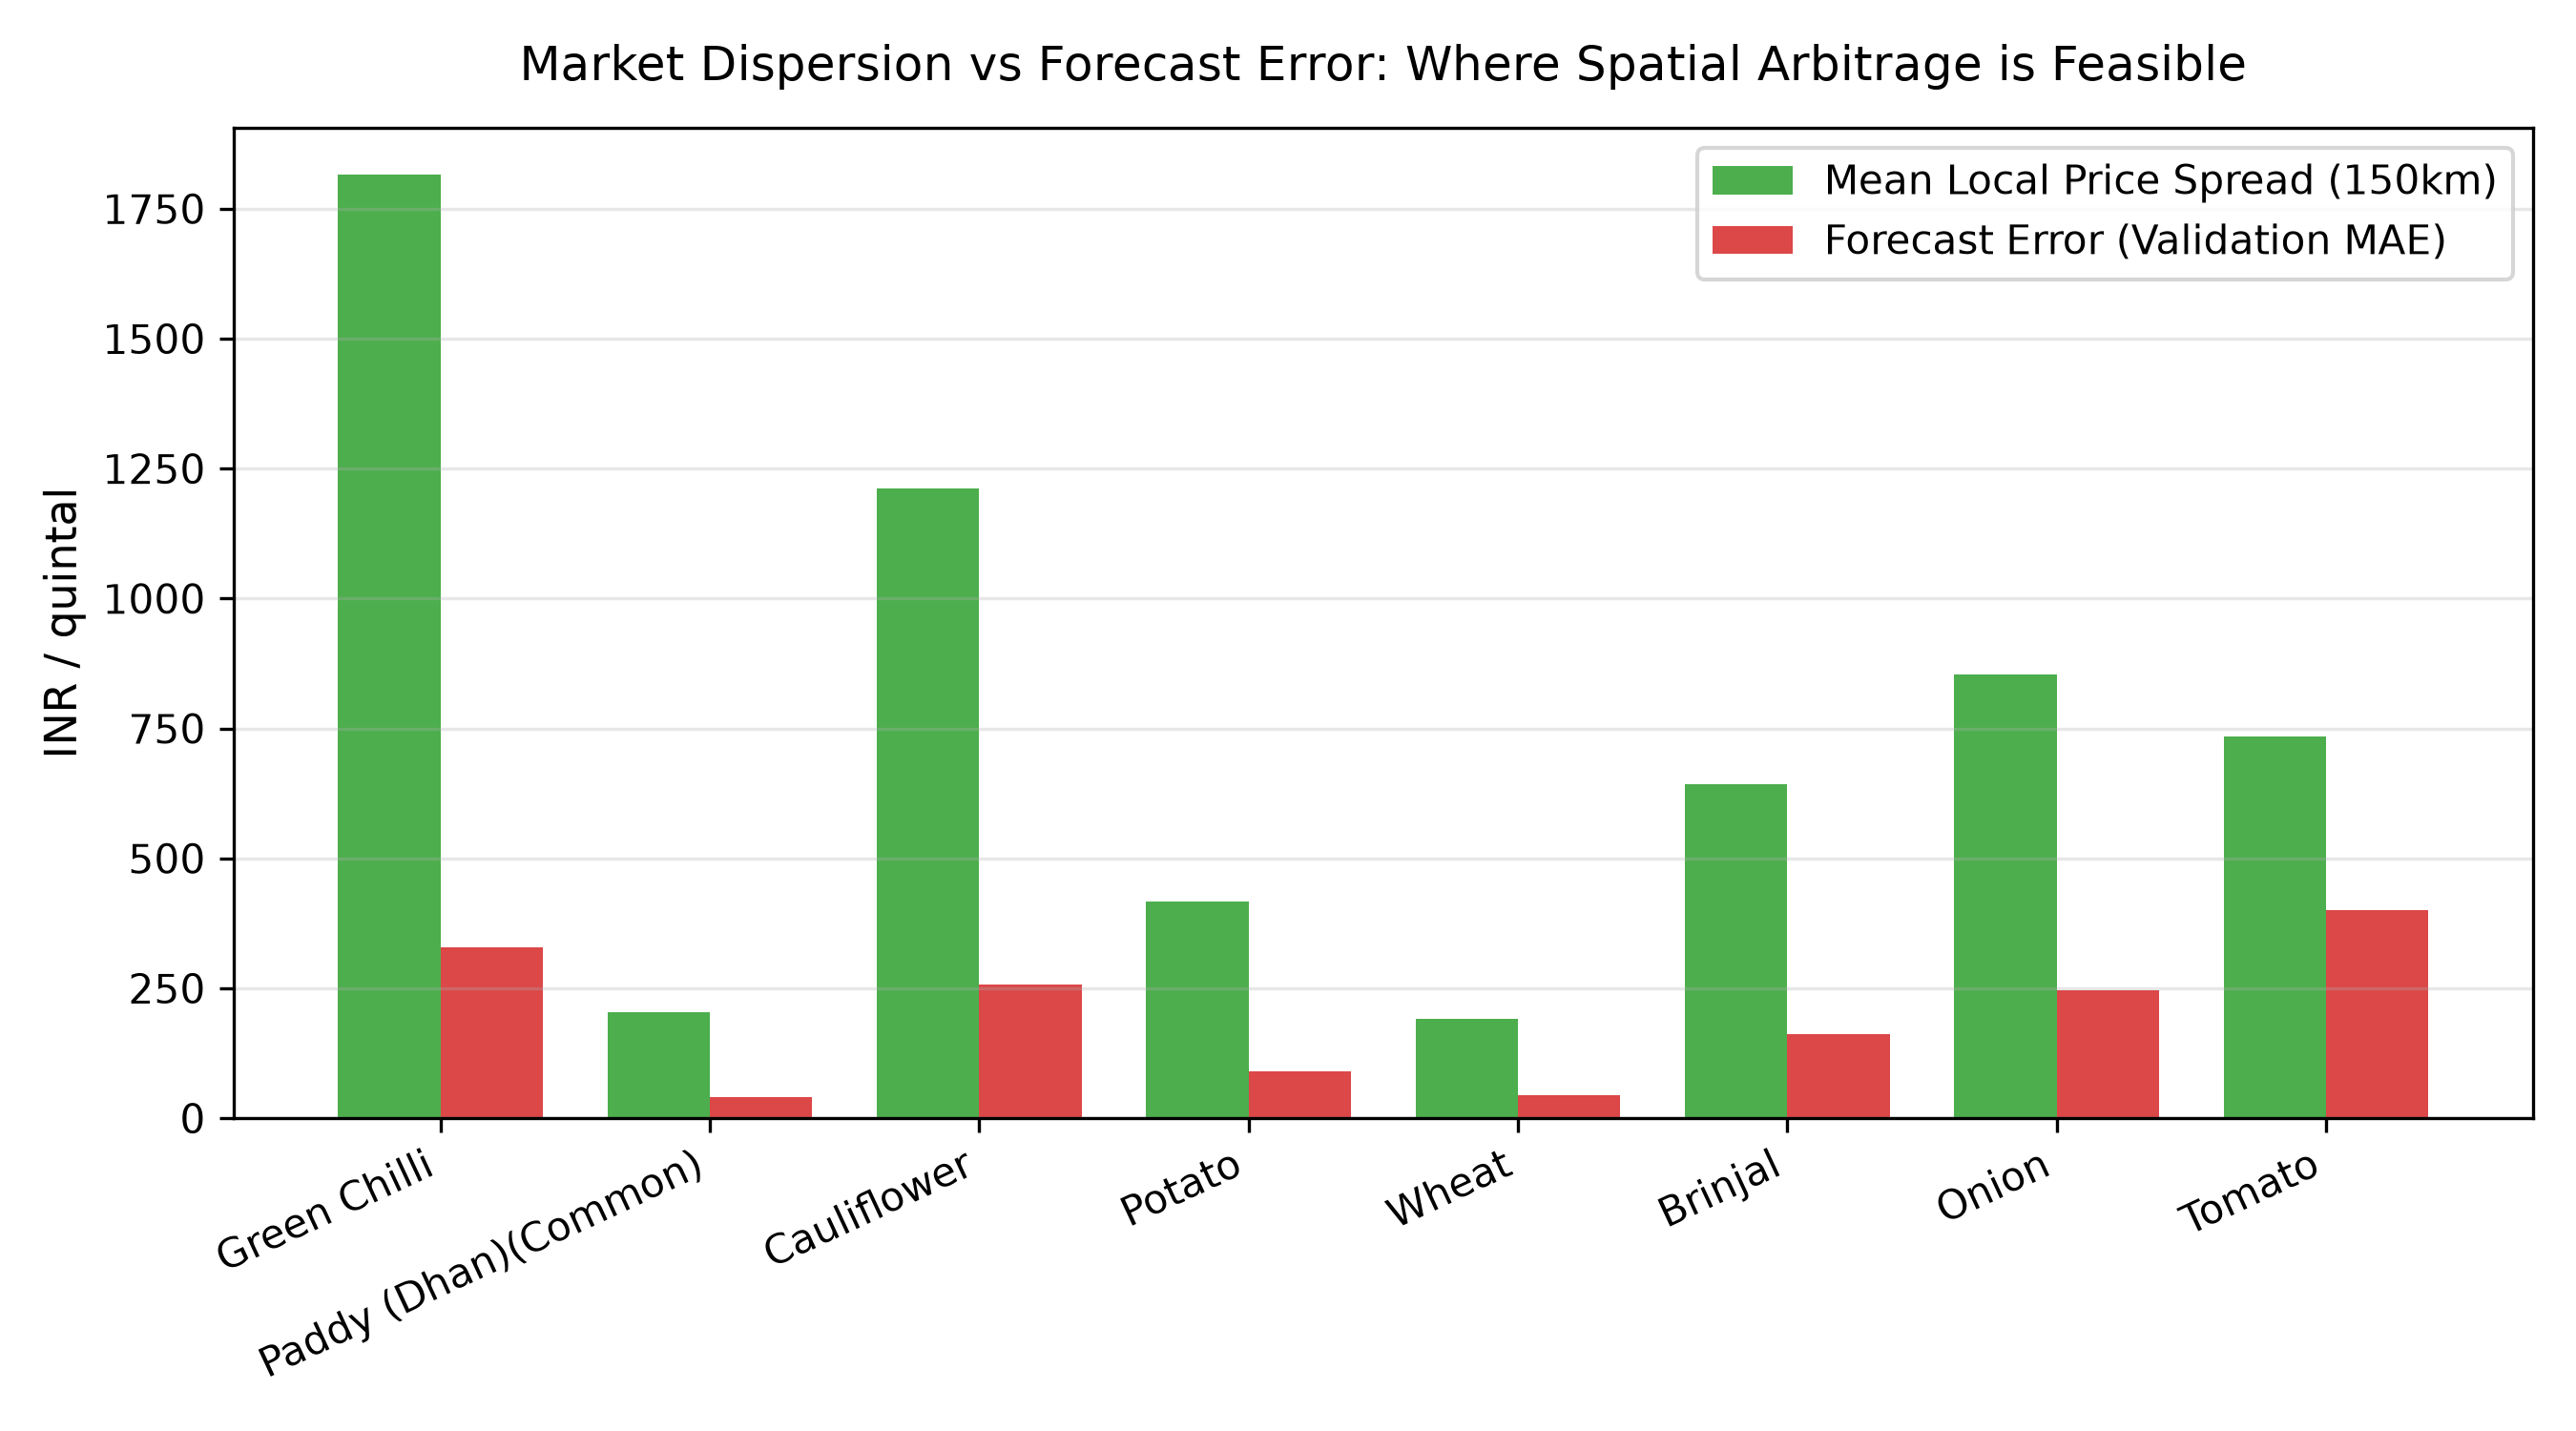 Market Dispersion vs Forecast Error: Where Spatial Arbitrage is Feasible
Mean Local Price Spread (150km)
Forecast Error (Validation MAE)
INR / quintal
1750
1500
1250
1000
750
500
250
0
Green Chilli
Paddy (Dhan)(Common)
Cauliflower
Potato
Wheat
Brinjal
Onion
Tomato